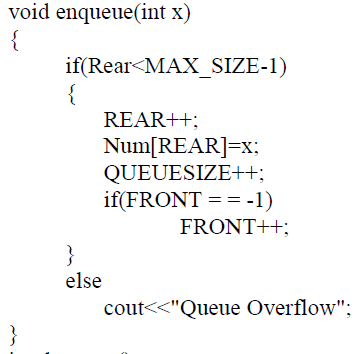 void enqueue(int x)
{
if(Rear<MAX_SIZE-1)
{
REAR++;
Num[REAR]=x;
QUEUESIZE++;
if(FRONT = = -1)
FRONT++;
}
else
cout<<"Queue Overflow";
}